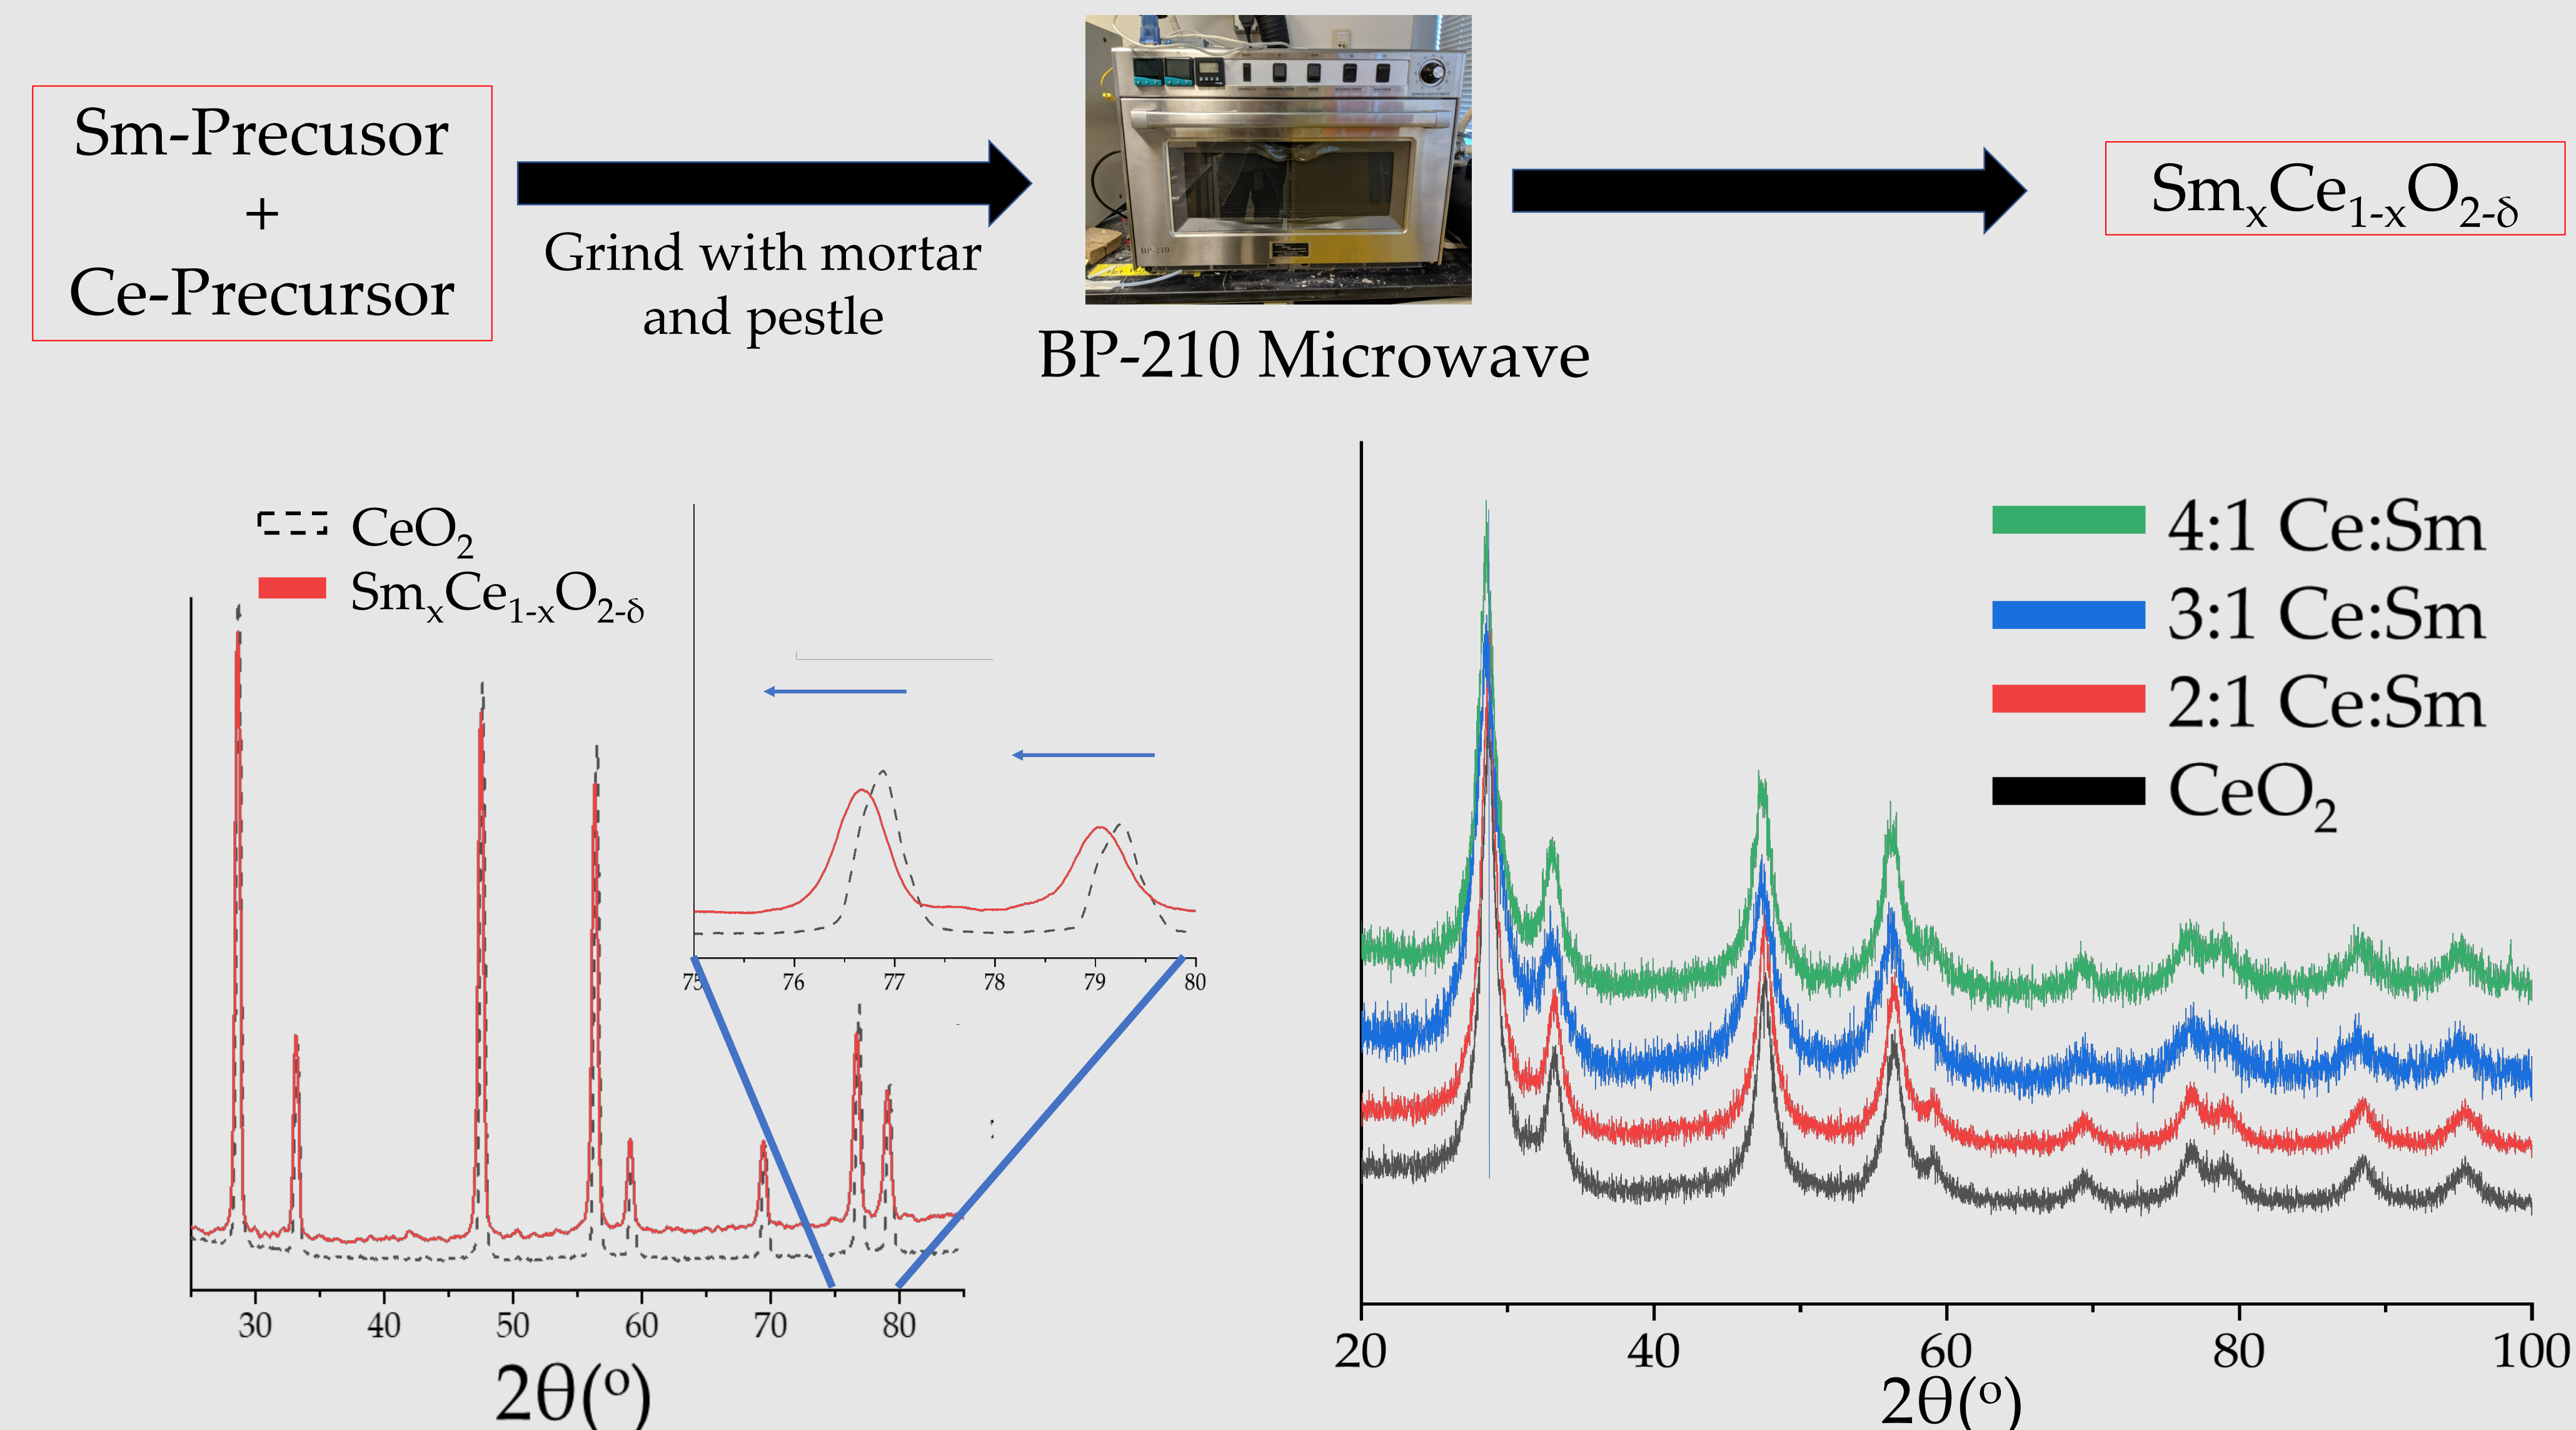 Sm-Precusor
+
Ce-Precursor
Grind with mortar
and pestle
BP-210
BP-210 Microwave
SmₓCe₁₋ₓO₂₋δ
CeO₂
SmₓCe₁₋ₓO₂₋δ
75 76 77 78 79 80
30 40 50 60 70 80
2θ(º)
4:1 Ce:Sm
3:1 Ce:Sm
2:1 Ce:Sm
CeO₂
20 40 60 80 100
2θ(º)